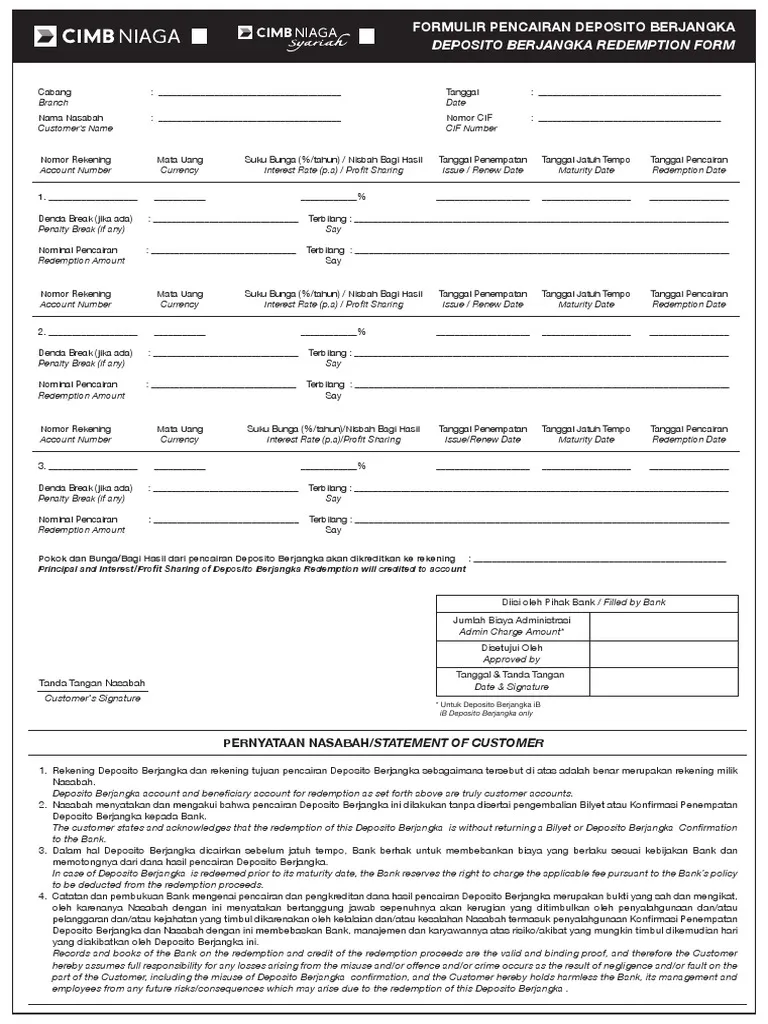 CIMB NIAGA
CIMB NIAGA
syariah
FORMULIR PENCAIRAN DEPOSITO BERJANGKA
DEPOSITO BERJANGKA REDEMPTION FORM
Cabang : Tanggal :
Branch Date
Nama Nasabah : Nomor CIF :
Customer's Name CIF Number
Nomor Rekening Mata Uang Suku Bunga (%/tahun) / Nisbah Bagi Hasil Tanggal Penempatan Tanggal Jatuh Tempo Tanggal Pencairan
Account Number Currency Interest Rate (p.a) / Profit Sharing Issue / Renew Date Maturity Date Redemption Date
1. %
Denda Break (jika ada) : Terbilang :
Penalty Break (if any) Say
Nominal Pencairan : Terbilang :
Redemption Amount Say
Nomor Rekening Mata Uang Suku Bunga (%/tahun) / Nisbah Bagi Hasil Tanggal Penempatan Tanggal Jatuh Tempo Tanggal Pencairan
Account Number Currency Interest Rate (p.a) / Profit Sharing Issue / Renew Date Maturity Date Redemption Date
2. %
Denda Break (jika ada) : Terbilang :
Penalty Break (if any) Say
Nominal Pencairan : Terbilang :
Redemption Amount Say
Nomor Rekening Mata Uang Suku Bunga (%/tahun)/Nisbah Bagi Hasil Tanggal Penempatan Tanggal Jatuh Tempo Tanggal Pencairan
Account Number Currency Interest Rate (p.a)/Profit Sharing Issue/Renew Date Maturity Date Redemption Date
3. %
Denda Break (jika ada) : Terbilang :
Penalty Break (if any) Say
Nominal Pencairan : Terbilang :
Redemption Amount Say
Pokok dan Bunga/Bagi Hasil dari pencairan Deposito Berjangka akan dikreditkan ke rekening :
Principal and Interest/Profit Sharing of Deposito Berjangka Redemption will credited to account
Diisi oleh Pihak Bank / Filled by Bank
Jumlah Biaya Administrasi
Admin Charge Amount*
Disetujui Oleh
Approved by
Tanggal & Tanda Tangan
Date & Signature
* Untuk Deposito Berjangka iB
iB Deposito Berjangka only
Tanda Tangan Nasabah
Customer's Signature
PERNYATAAN NASABAH/STATEMENT OF CUSTOMER
1. Rekening Deposito Berjangka dan rekening tujuan pencairan Deposito Berjangka sebagaimana tersebut di atas adalah benar merupakan rekening milik
Nasabah.
Deposito Berjangka account and beneficiary account for redemption as set forth above are truly customer accounts.
2. Nasabah menyatakan dan mengakui bahwa pencairan Deposito Berjangka ini dilakukan tanpa disertai pengembalian Bilyet atau Konfirmasi Penempatan
Deposito Berjangka kepada Bank.
The customer states and acknowledges that the redemption of this Deposito Berjangka is without returning a Bilyet or Deposito Berjangka Confirmation
to the Bank.
3. Dalam hal Deposito Berjangka dicairkan sebelum jatuh tempo, Bank berhak untuk membebankan biaya yang berlaku sesuai kebijakan Bank dan
memotongnya dari dana hasil pencairan Deposito Berjangka.
In case of Deposito Berjangka is redeemed prior to its maturity date, the Bank reserves the right to charge the applicable fee pursuant to the Bank's policy
to be deducted from the redemption proceeds.
4. Catatan dan pembukuan Bank mengenai pencairan dan pengkreditan dana hasil pencairan Deposito Berjangka merupakan bukti yang sah dan mengikat,
oleh karenanya Nasabah dengan ini menyatakan bertanggung jawab sepenuhnya akan kerugian yang ditimbulkan oleh penyalahgunaan dan/atau
pelanggaran dan/atau kejahatan yang timbul dikarenakan oleh kelalaian dan/atau kesalahan Nasabah termasuk penyalahgunaan Konfirmasi Penempatan
Deposito Berjangka dan Nasabah dengan ini membebaskan Bank, manajemen dan karyawannya atas risiko/akibat yang mungkin timbul dikemudian hari
yang diakibatkan oleh Deposito Berjangka ini.
Records and books of the Bank on the redemption and credit of the redemption proceeds are the valid and binding proof, and therefore the Customer
hereby assumes full responsibility for any losses arising from the misuse and/or offence and/or crime occurs as the result of negligence and/or fault on the
part of the Customer, including the misuse of Deposito Berjangka confirmation, and the Customer hereby holds harmless the Bank, its management and
employees from any future risks/consequences which may arise due to the redemption of this Deposito Berjangka .